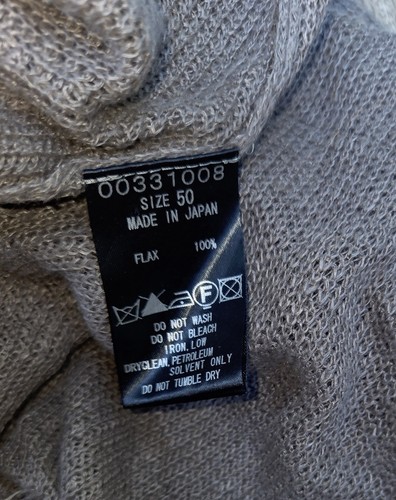 00331008
SIZE 50
MADE IN JAPAN
FLAX 100%
F
DO NOT WASH
DO NOT BLEACH
IRON, LOW
DRYCLEAN, PETROLEUM
SOLVENT ONLY
DO NOT TUMBLE DRY